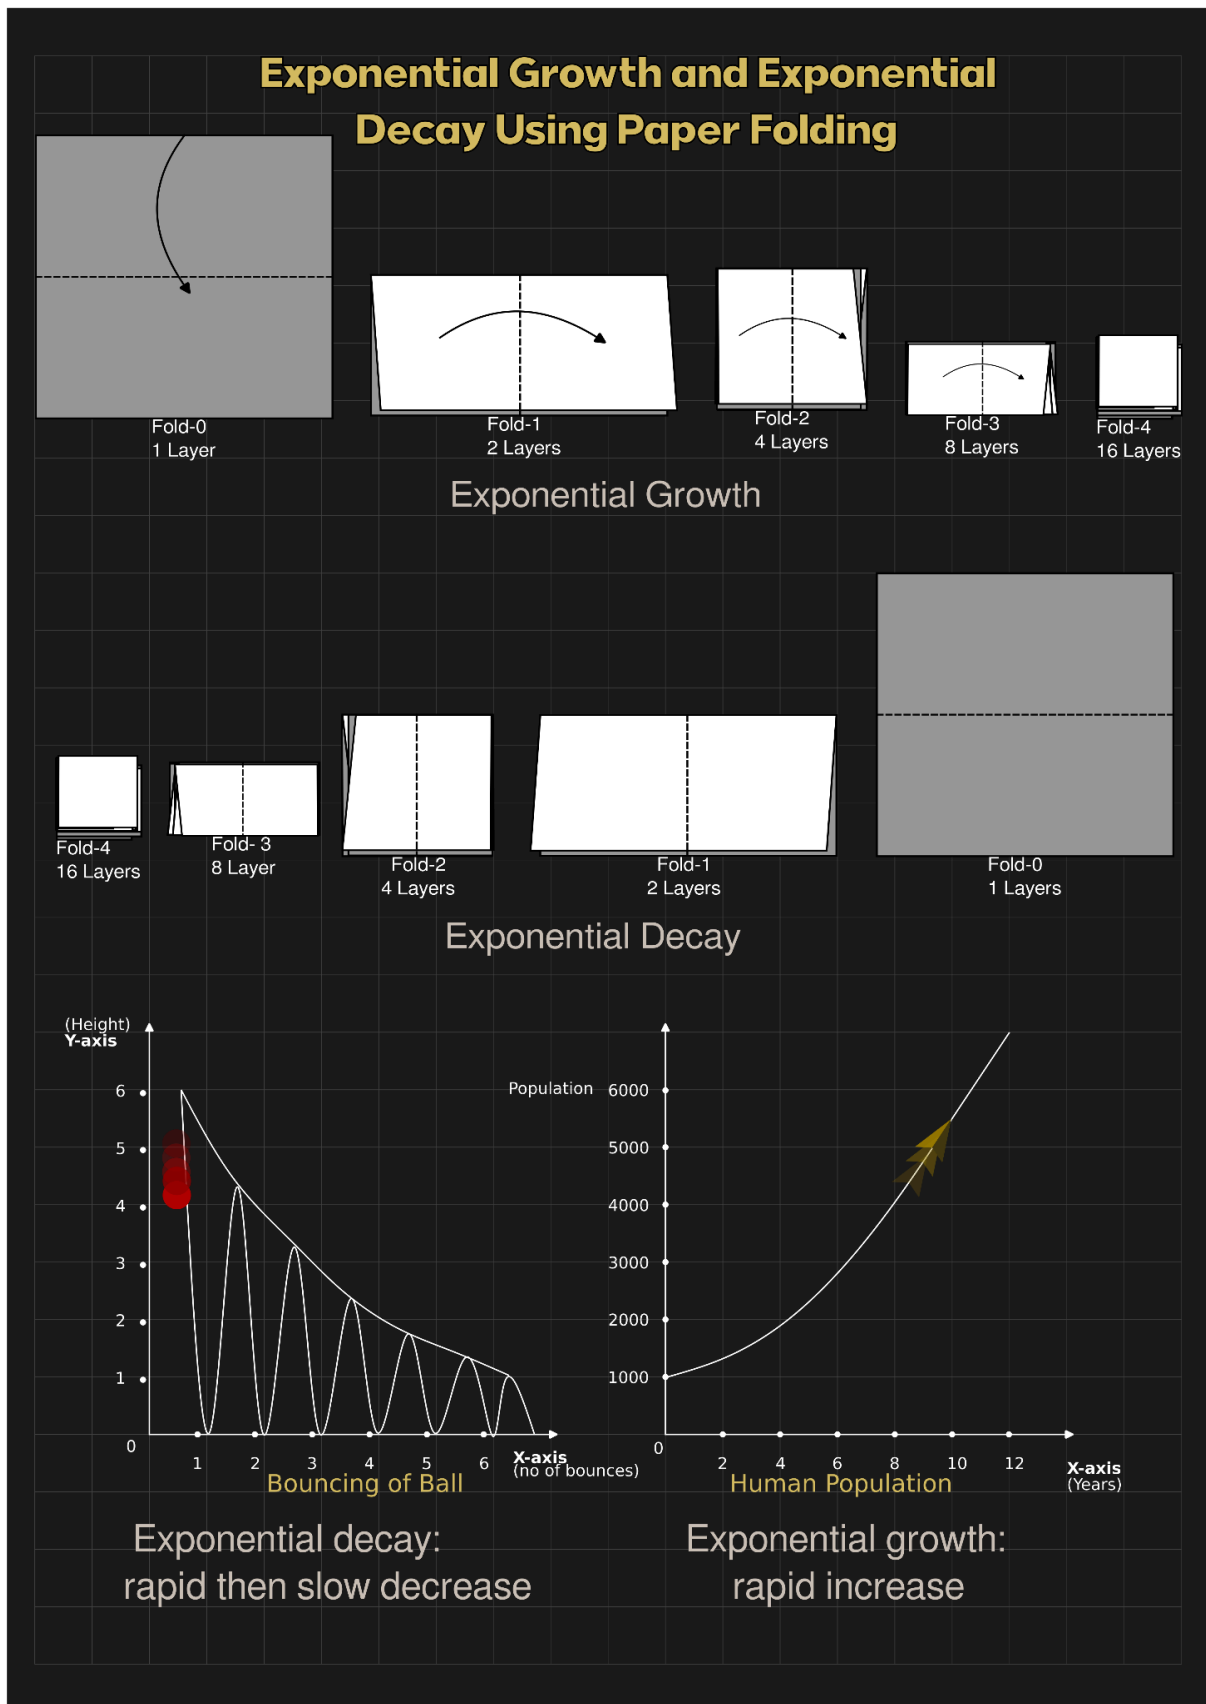 Exponential Growth and Exponential
Decay Using Paper Folding
Fold-0
1 Layer
Fold-1
2 Layers
Fold-2
4 Layers
Fold-3
8 Layers
Fold-4
16 Layers
Exponential Growth
Fold-4
16 Layers
Fold- 3
8 Layer
Fold-2
4 Layers
Fold-1
2 Layers
Fold-0
1 Layers
Exponential Decay
(Height)
Y-axis
6
5
4
3
2
1
0
1 2 3 4 5 6
X-axis
(no of bounces)
Bouncing of Ball
Population
6000
5000
4000
3000
2000
1000
0
2 4 6 8 10 12
X-axis
(Years)
Human Population
Exponential decay:
rapid then slow decrease
Exponential growth:
rapid increase